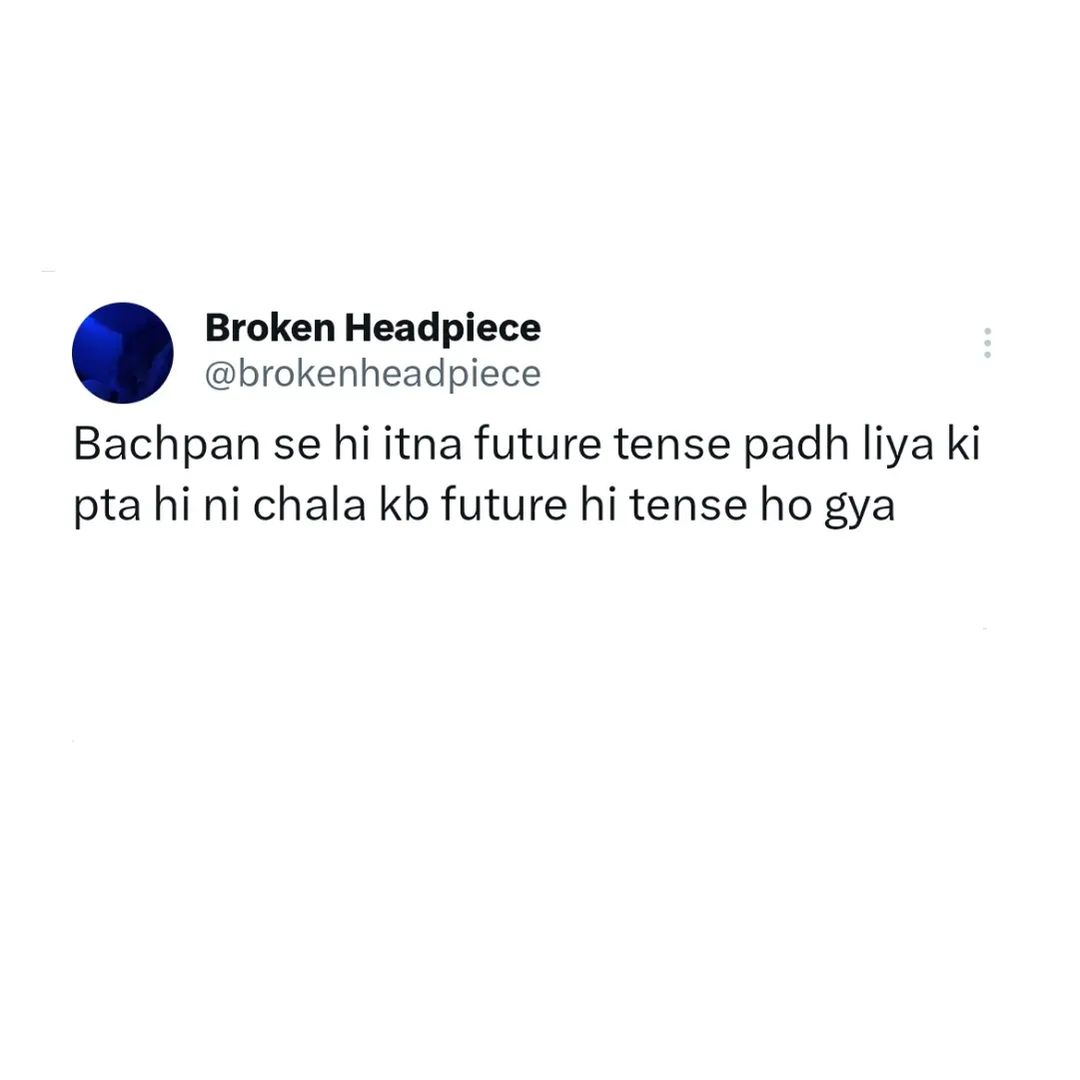 Broken Headpiece
@brokenheadpiece
Bachpan se hi itna future tense padh liya ki
pta hi ni chala kb future hi tense ho gya